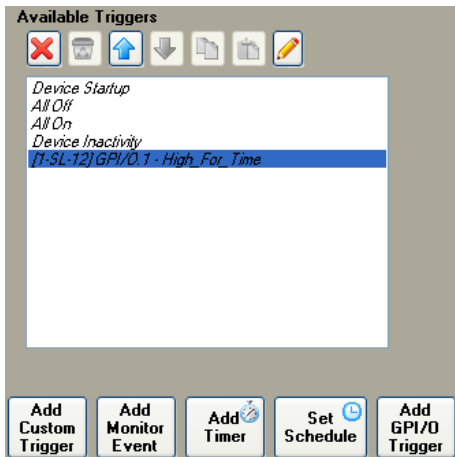 Available Triggers
Device Startup
All Off
All On
Device Inactivity
[1-SL-12] GPI/O.1 - High_For_Time
Add Custom Trigger
Add Monitor Event
Add Timer
Set Schedule
Add GPI/O Trigger